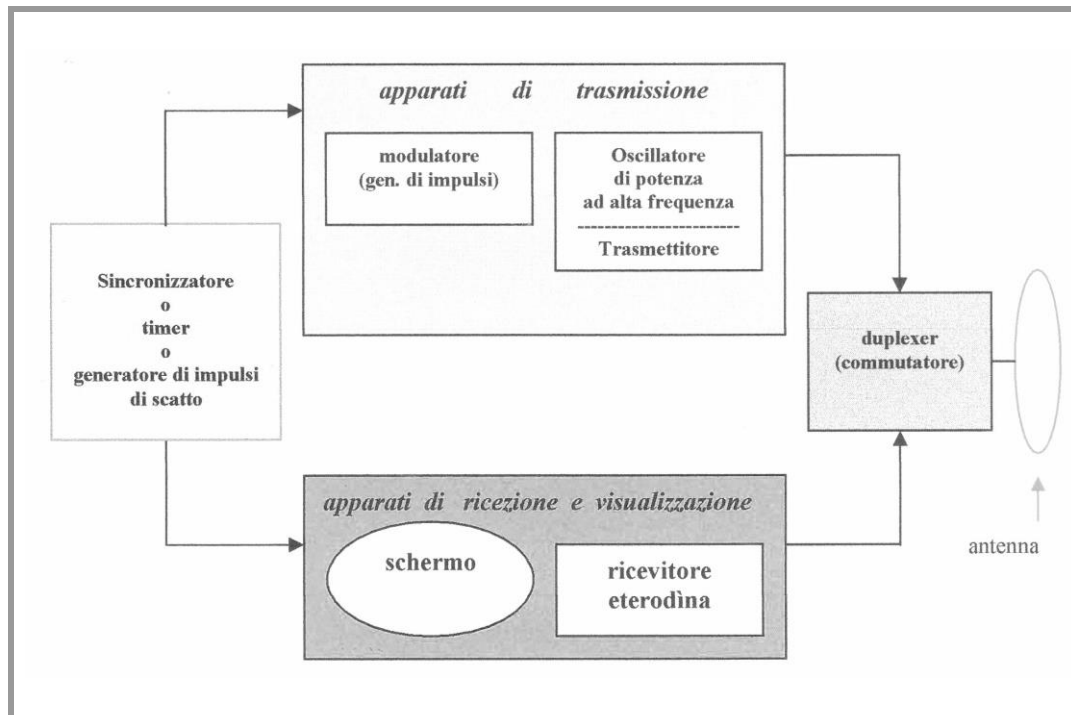 apparati di trasmissione
modulatore
(gen. di impulsi)
Oscillatore
di potenza
ad alta frequenza
Trasmettitore
Sincronizzatore
o
timer
o
generatore di impulsi
di scatto
duplexer
(commutatore)
apparati di ricezione e visualizzazione
schermo
ricevitore
eterodìna
antenna